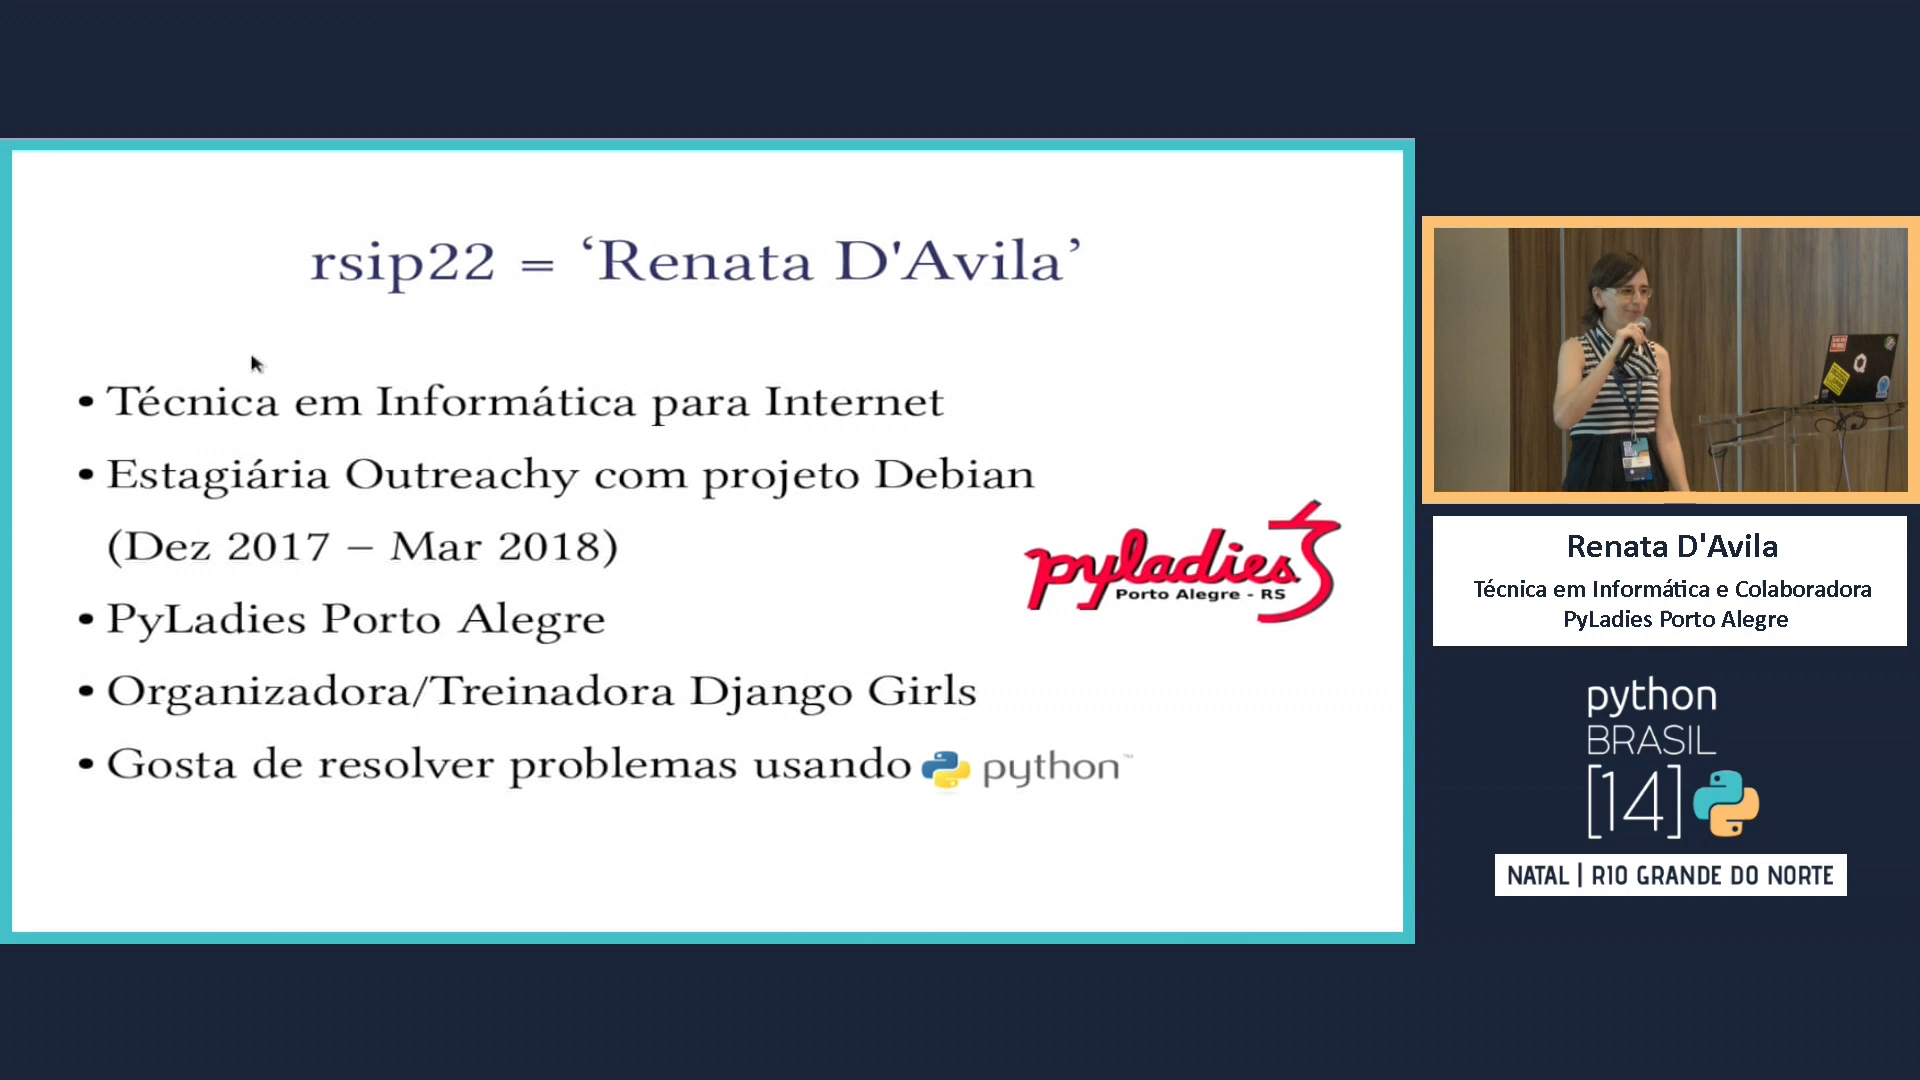 rsip22 = ‘Renata D'Avila’
• Técnica em Informática para Internet
• Estagiária Outreachy com projeto Debian
(Dez 2017 – Mar 2018)
• PyLadies Porto Alegre
• Organizadora/Treinadora Django Girls
• Gosta de resolver problemas usando python™
pyladies
Porto Alegre - RS
Renata D'Avila
Técnica em Informática e Colaboradora
PyLadies Porto Alegre
python
BRASIL
[14]
NATAL | RIO GRANDE DO NORTE